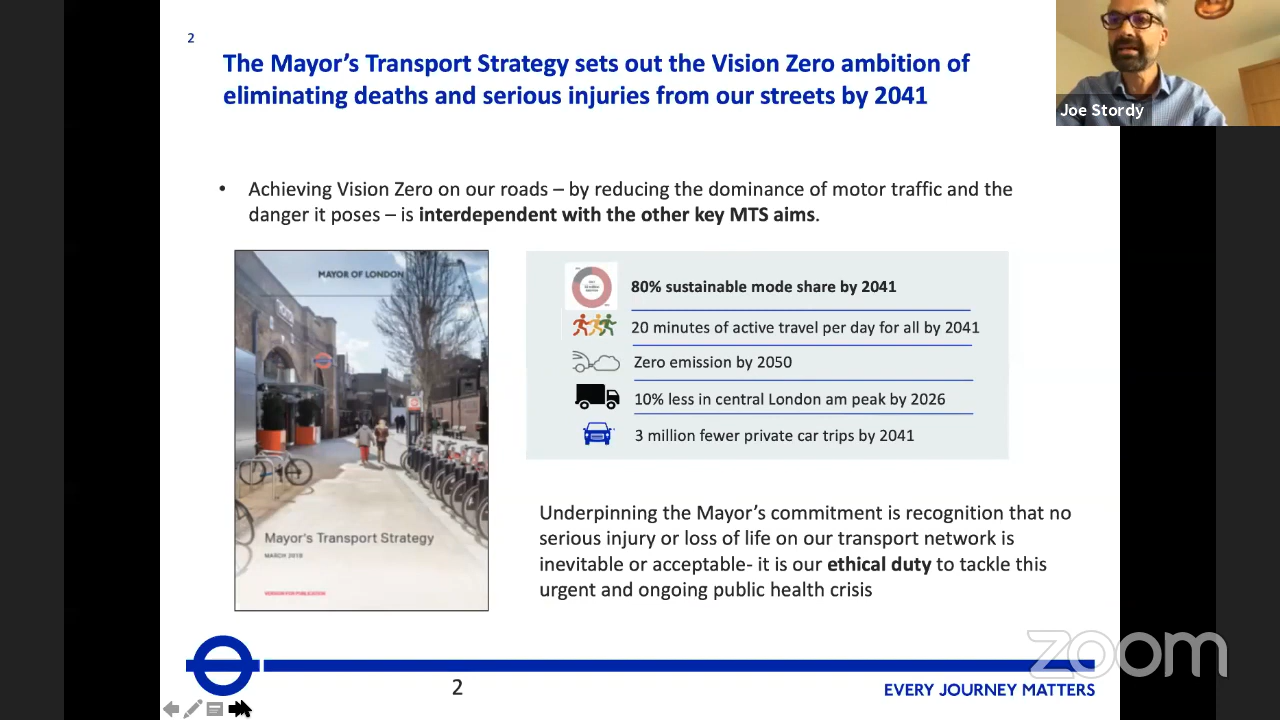 2
The Mayor's Transport Strategy sets out the Vision Zero ambition of
eliminating deaths and serious injuries from our streets by 2041
Joe Stordy
• Achieving Vision Zero on our roads – by reducing the dominance of motor traffic and the
danger it poses – is interdependent with the other key MTS aims.
MAYOR OF LONDON
Mayor's Transport Strategy
MARCH 2018
80% sustainable mode share by 2041
20 minutes of active travel per day for all by 2041
Zero emission by 2050
10% less in central London am peak by 2026
3 million fewer private car trips by 2041
Underpinning the Mayor's commitment is recognition that no
serious injury or loss of life on our transport network is
inevitable or acceptable- it is our ethical duty to tackle this
urgent and ongoing public health crisis
zoom
2
EVERY JOURNEY MATTERS